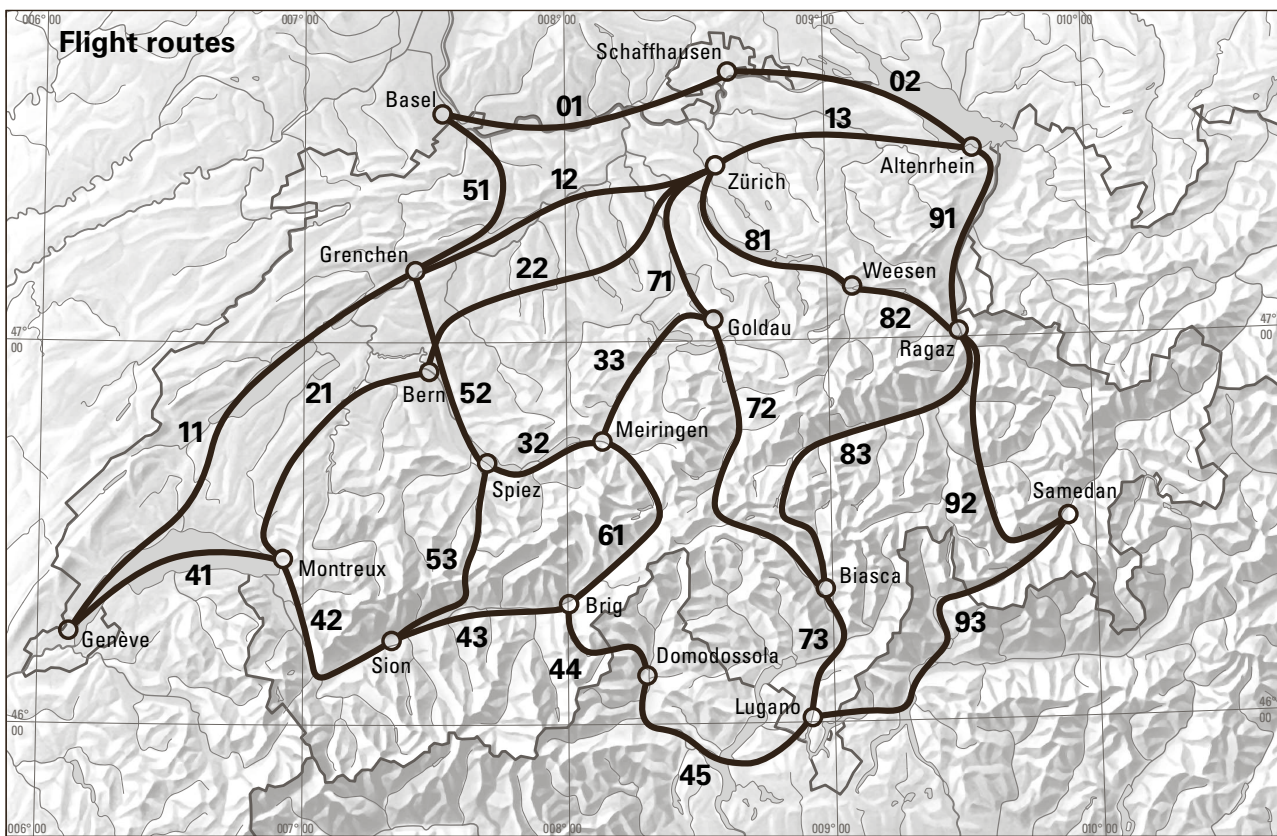 006° 00
007° 00
008° 00
009° 00
010° 00
Flight routes
Schaffhausen
02
Basel
01
13
Altenrhein
Zürich
51
12
91
81
Grenchen
22
71
Weesen
82
47°
00
47°
00
Goldau
Ragaz
33
21
Bern
52
72
11
32
Meiringen
83
Spiez
Samedan
92
61
53
41
Montreux
Biasca
Brig
93
42
43
73
Genève
Sion
44
Domodossola
Lugano
46°
00
46°
00
45
006° 00
007° 00
008° 00
009° 00
010° 00